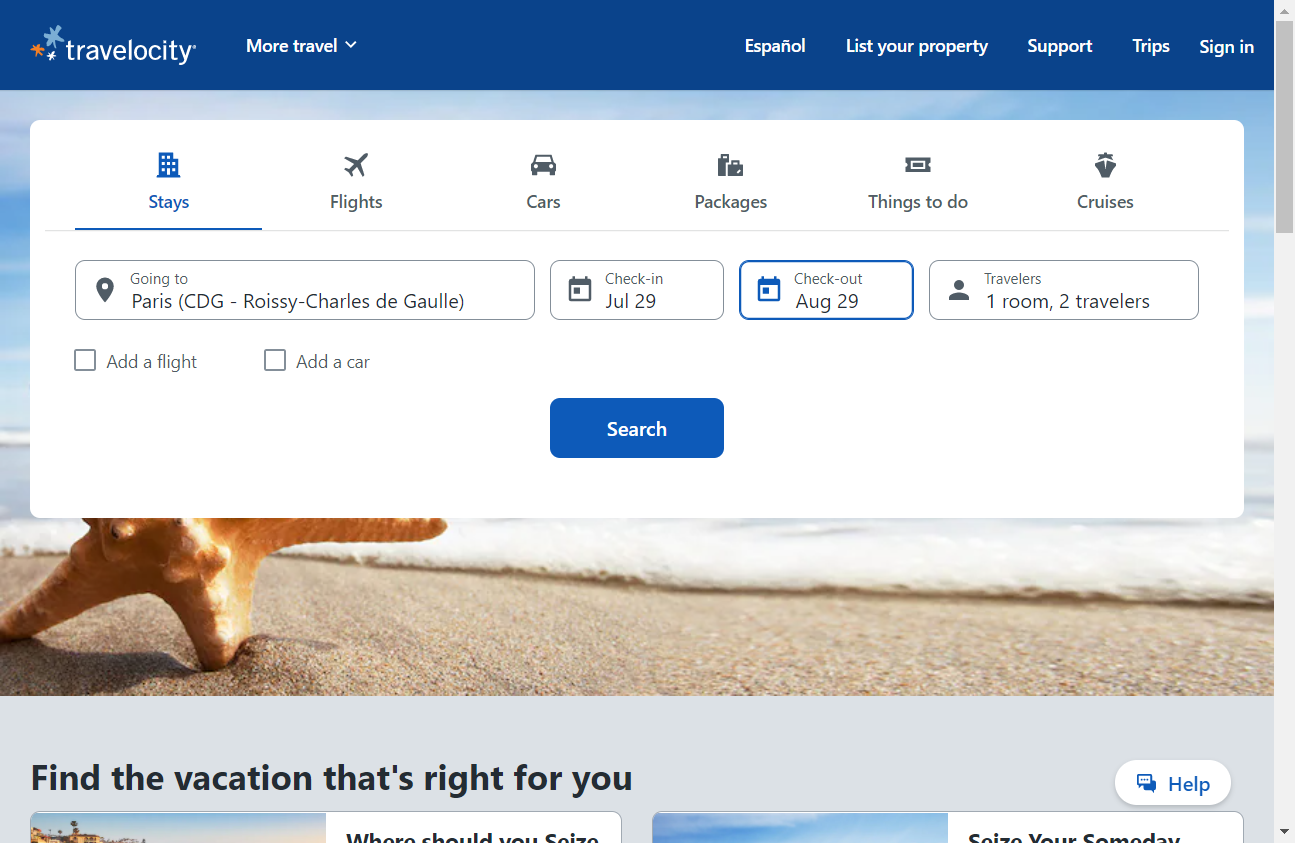 travelocity
More travel
Español
List your property
Support
Trips
Sign in
Stays
Flights
Cars
Packages
Things to do
Cruises
Going to
Paris (CDG - Roissy-Charles de Gaulle)
Check-in
Jul 29
Check-out
Aug 29
Travelers
1 room, 2 travelers
Add a flight
Add a car
Search
Find the vacation that's right for you
Help
Where should you Seize
Seize Your Someday